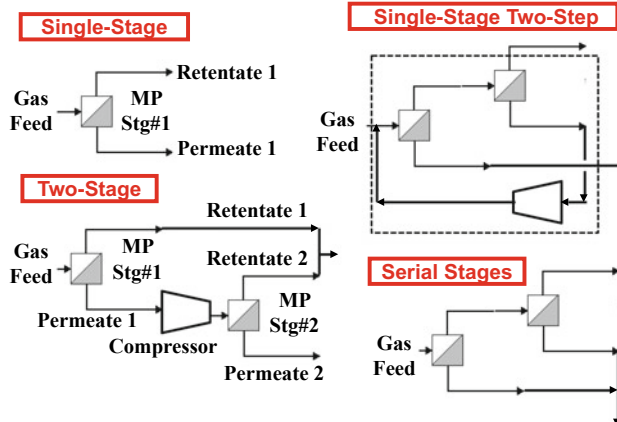 Single-Stage
Retentate 1
Gas
Feed
MP
Stg#1
Permeate 1
Two-Stage
Retentate 1
Gas
Feed
MP
Stg#1
Retentate 2
Permeate 1
Compressor
MP
Stg#2
Permeate 2
Single-Stage Two-Step
Gas
Feed
Serial Stages
Gas
Feed